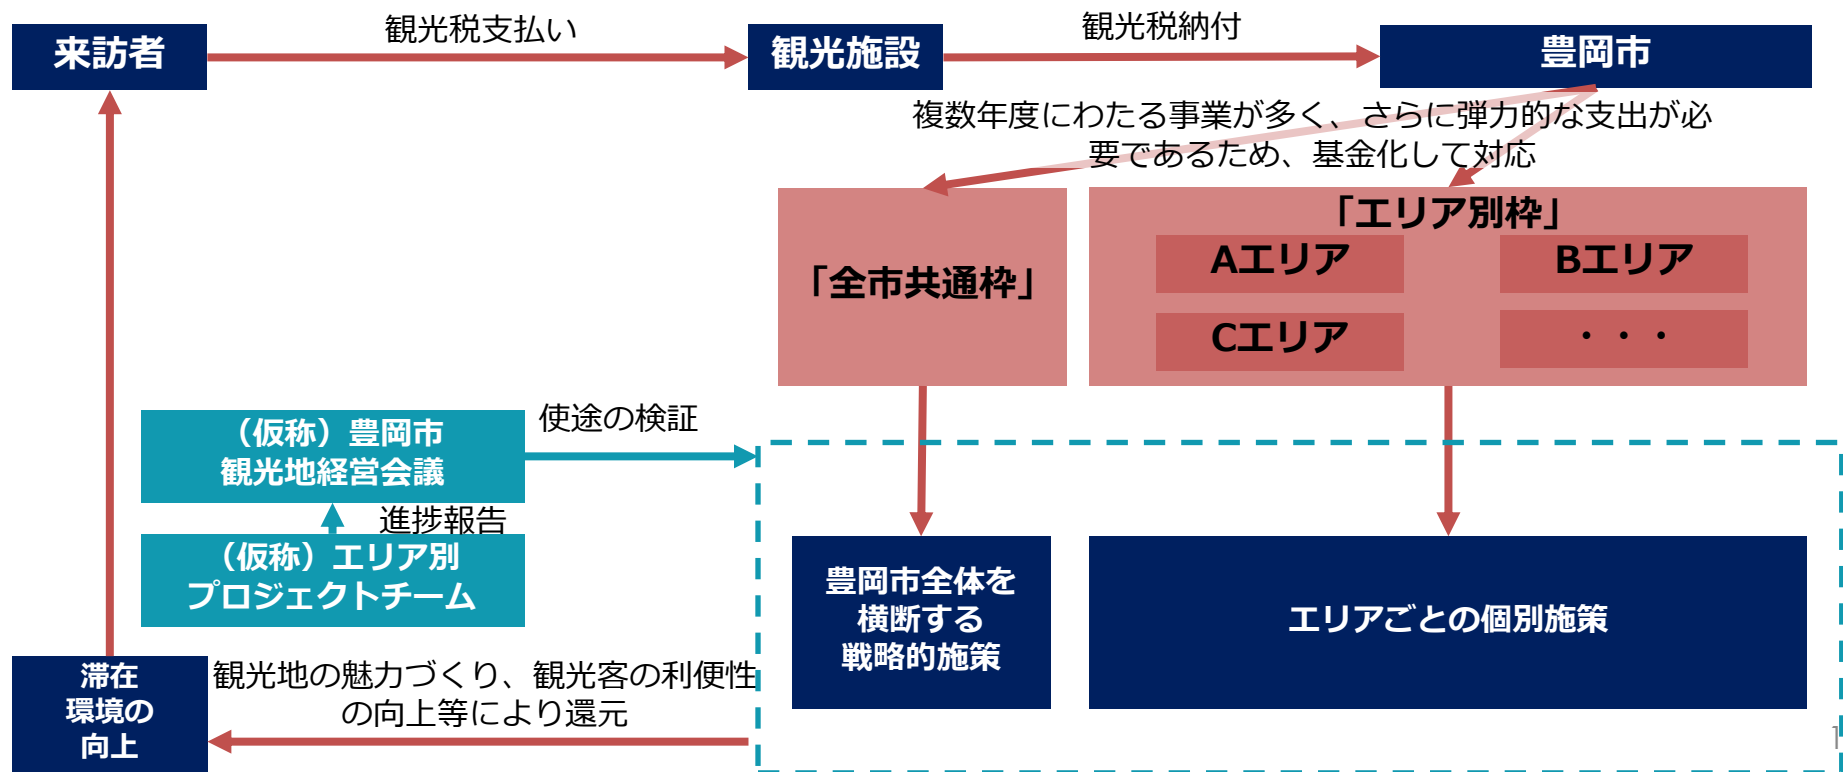 来訪者
観光税支払い
観光施設
観光税納付
豊岡市
複数年度にわたる事業が多く、さらに弾力的な支出が必
要であるため、基金化して対応
「全市共通枠」
「エリア別枠」
Aエリア
Bエリア
Cエリア
・・・
（仮称）豊岡市
観光地経営会議
使途の検証
進捗報告
（仮称）エリア別
プロジェクトチーム
豊岡市全体を
横断する
戦略的施策
エリアごとの個別施策
滞在
環境の
向上
観光地の魅力づくり、観光客の利便性
の向上等により還元
1